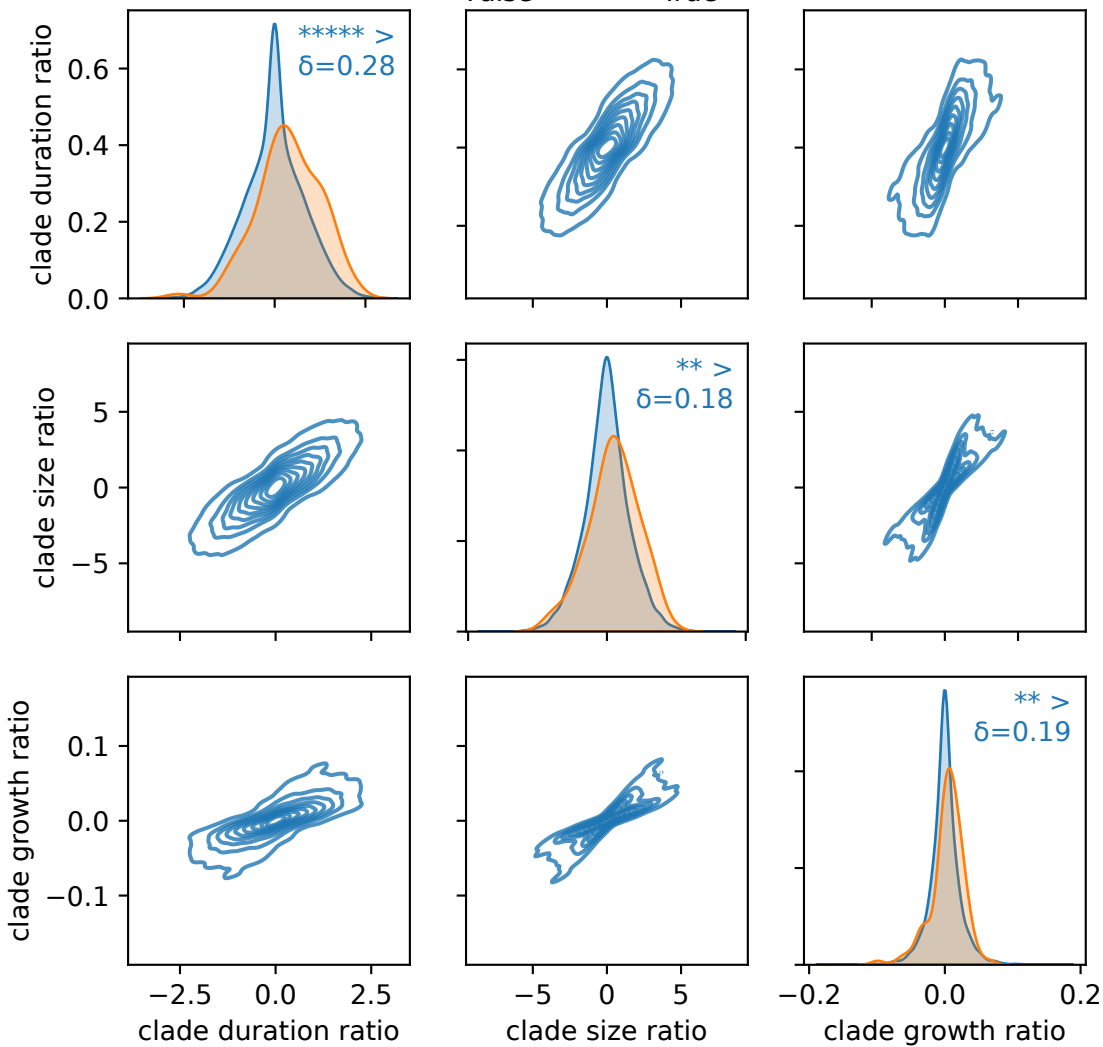 ***** >
δ=0.28
clade duration ratio
0.6
0.4
0.2
0.0
** >
δ=0.18
clade size ratio
5
0
−5
** >
δ=0.19
clade growth ratio
0.1
0.0
−0.1
−2.5 0.0 2.5
−5 0 5
−0.2 0.0 0.2
clade duration ratio
clade size ratio
clade growth ratio